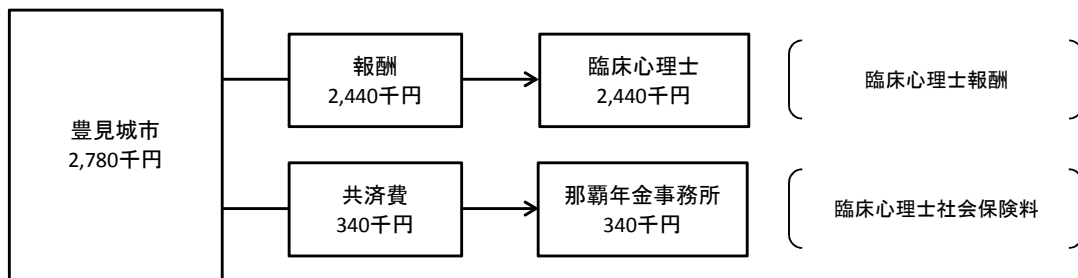 豊見城市
2,780千円
報酬
2,440千円
臨床心理士
2,440千円
臨床心理士報酬
共済費
340千円
那覇年金事務所
340千円
臨床心理士社会保険料